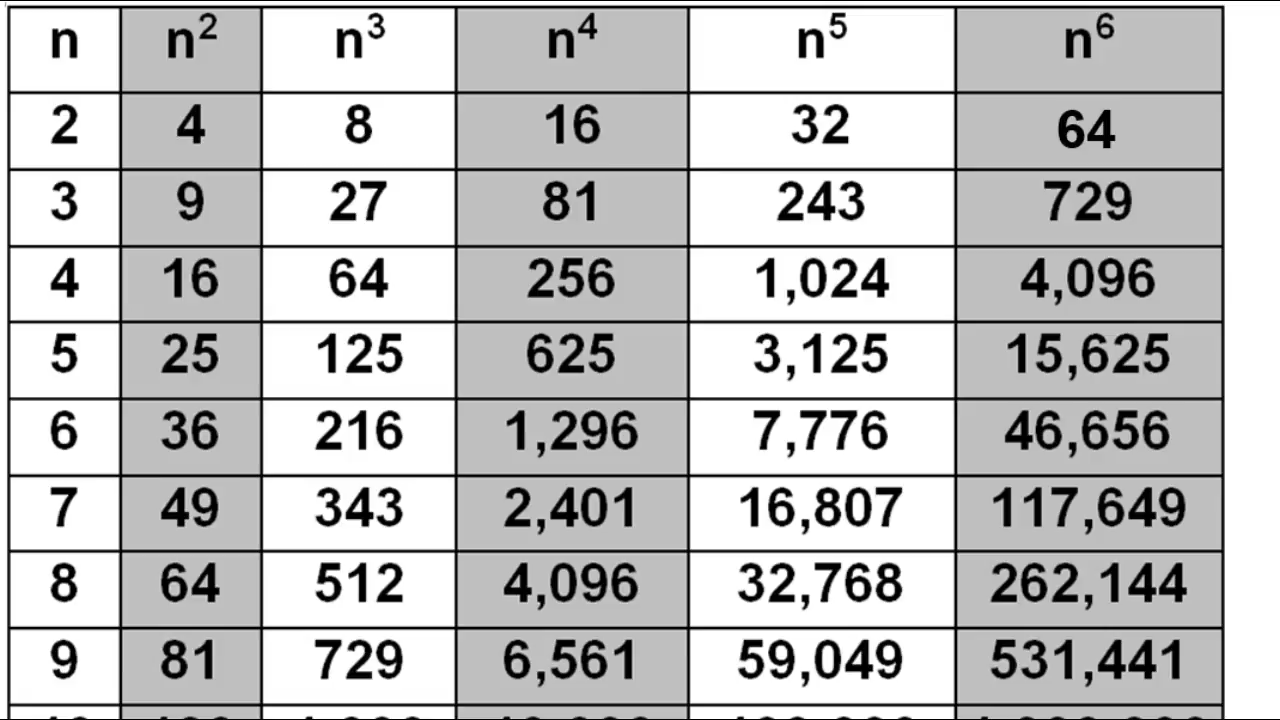 n n² n³ n⁴ n⁵ n⁶
2 4 8 16 32 64
3 9 27 81 243 729
4 16 64 256 1,024 4,096
5 25 125 625 3,125 15,625
6 36 216 1,296 7,776 46,656
7 49 343 2,401 16,807 117,649
8 64 512 4,096 32,768 262,144
9 81 729 6,561 59,049 531,441